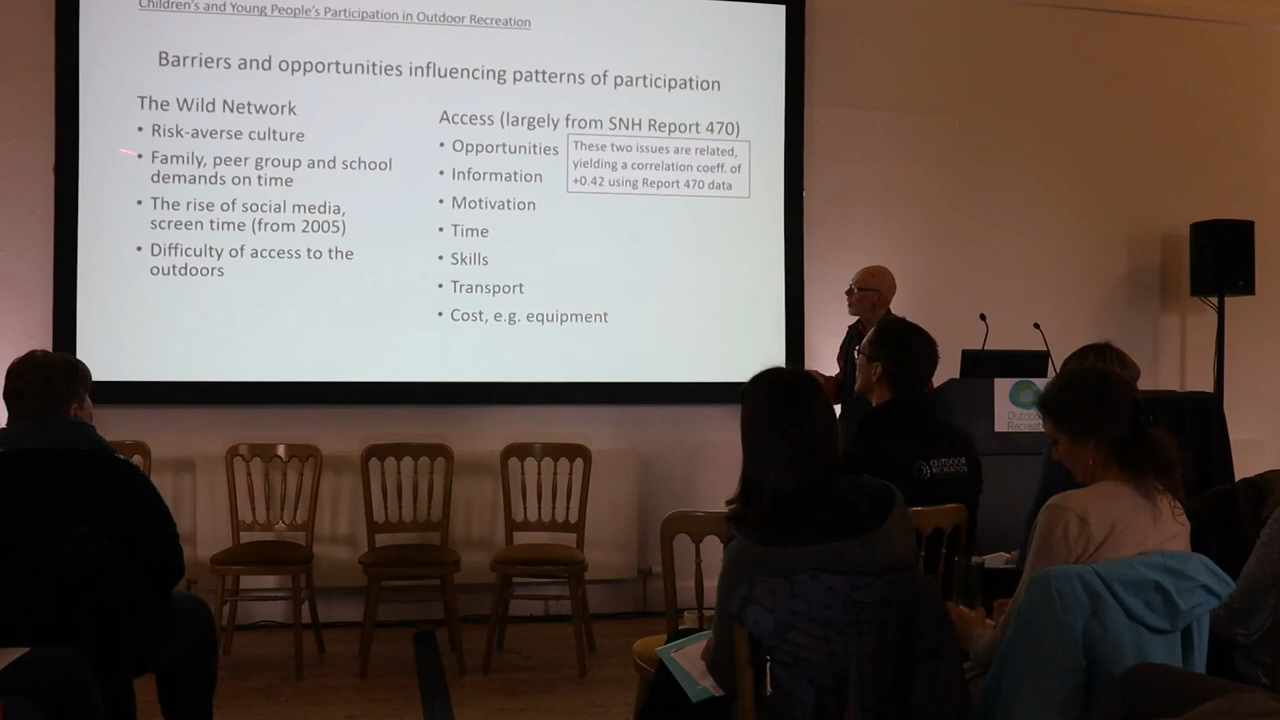 Children's and Young People's Participation in Outdoor Recreation
Barriers and opportunities influencing patterns of participation
The Wild Network
• Risk-averse culture
• Family, peer group and school
demands on time
• The rise of social media,
screen time (from 2005)
• Difficulty of access to the
outdoors
Access (largely from SNH Report 470)
• Opportunities
• Information
• Motivation
• Time
• Skills
• Transport
• Cost, e.g. equipment
These two issues are related,
yielding a correlation coeff. of
+0.42 using Report 470 data
OUTDOOR
RECREATION